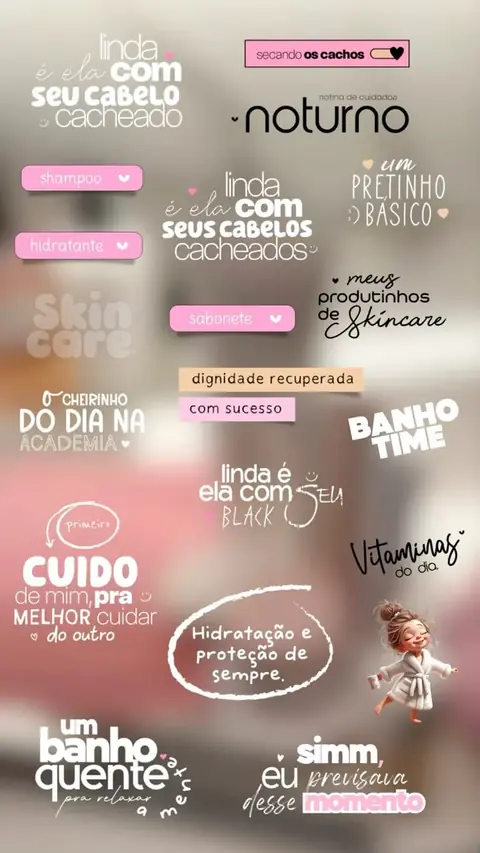 linda
é ela com
seu cabelo
cacheado
secando os cachos
rotina de cuidados
noturno
shampoo
linda
é ela com
seus cabelos
cacheados
um
PRETINHO
BÁSICO
hidratante
Skin
care
sabonete
meus
produtinhos
de Skincare
dignidade recuperada
com sucesso
O CHEIRINHO
DO DIA NA
ACADEMIA
BANHO
TIME
linda é
ela com SEU
BLACK
primeiro
CUIDO
de mim, pra
MELHOR cuidar
do outro
Vitaminas
do dia.
Hidratação e
proteção de
sempre.
um
banho
quente
pra relaxar
a mente
simm,
eu precisava
desse momento